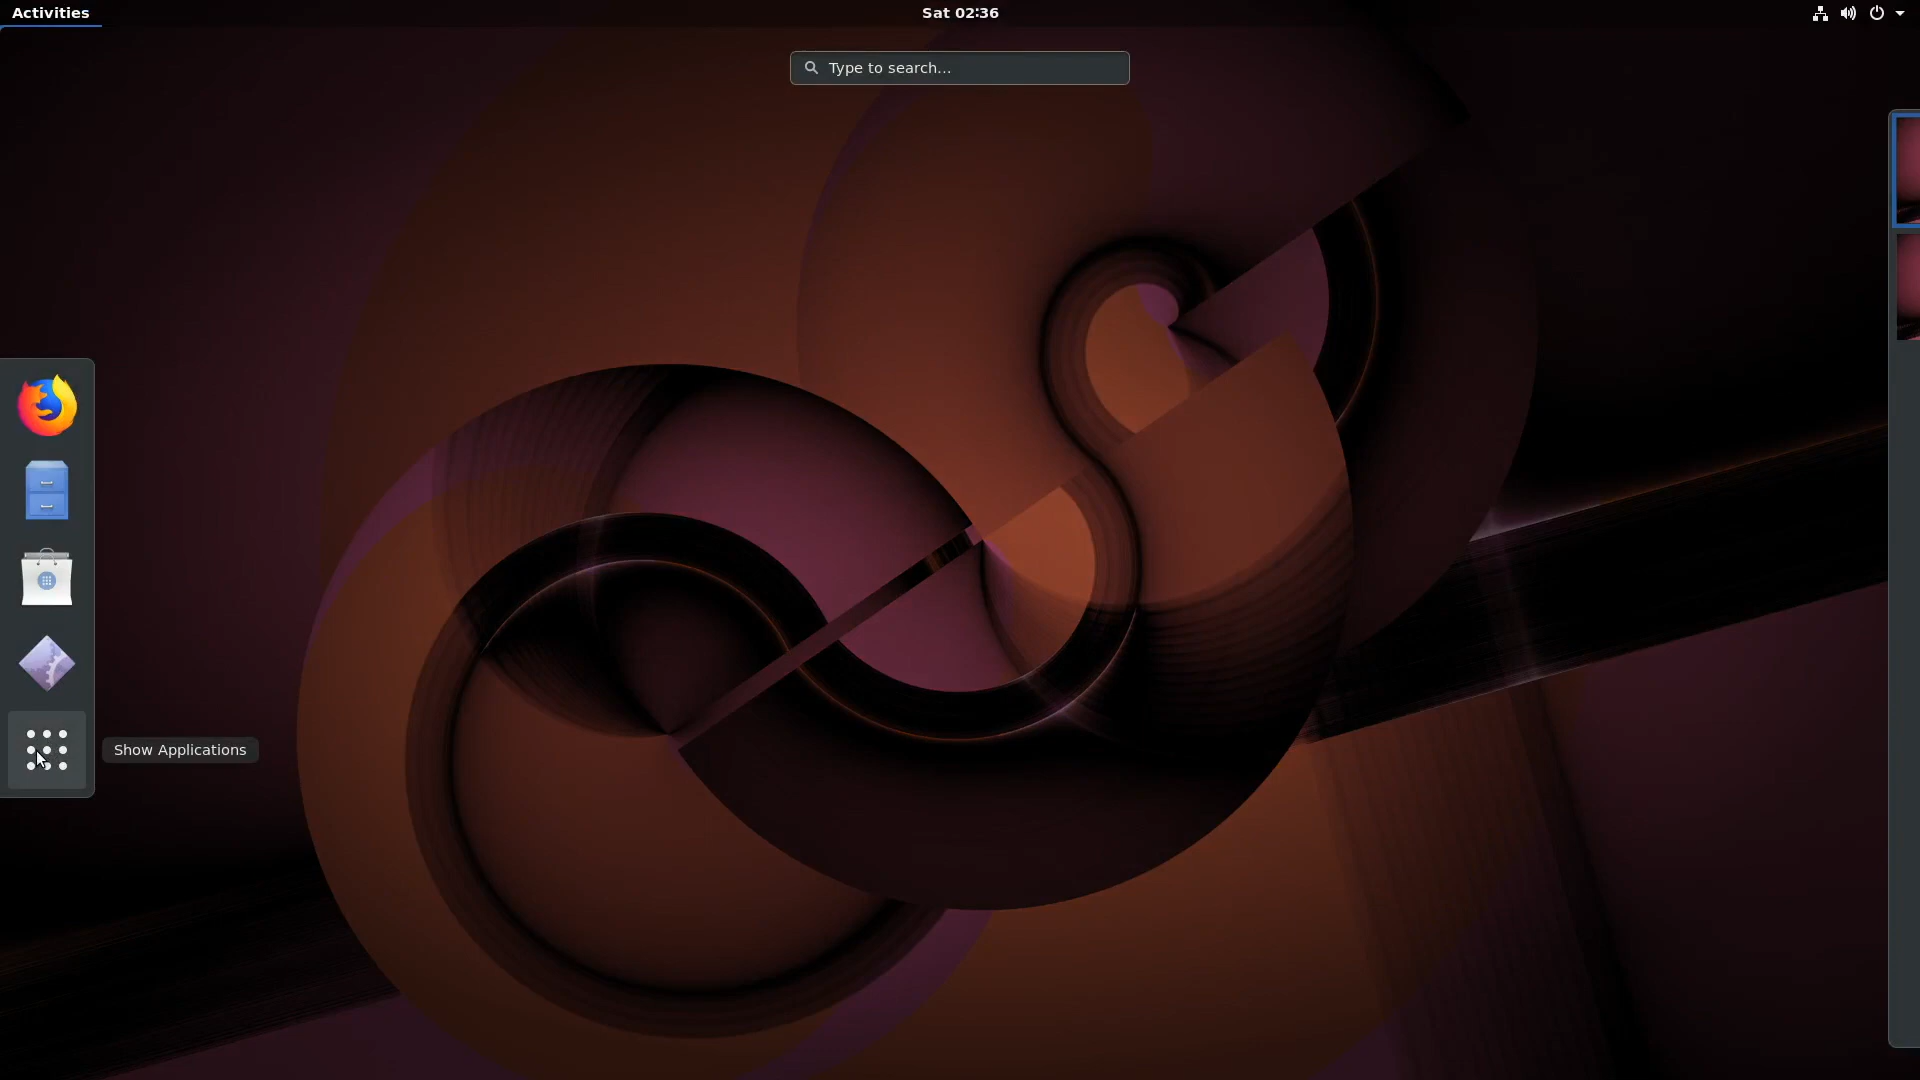 Activities
Sat 02:36
Type to search...
Show Applications